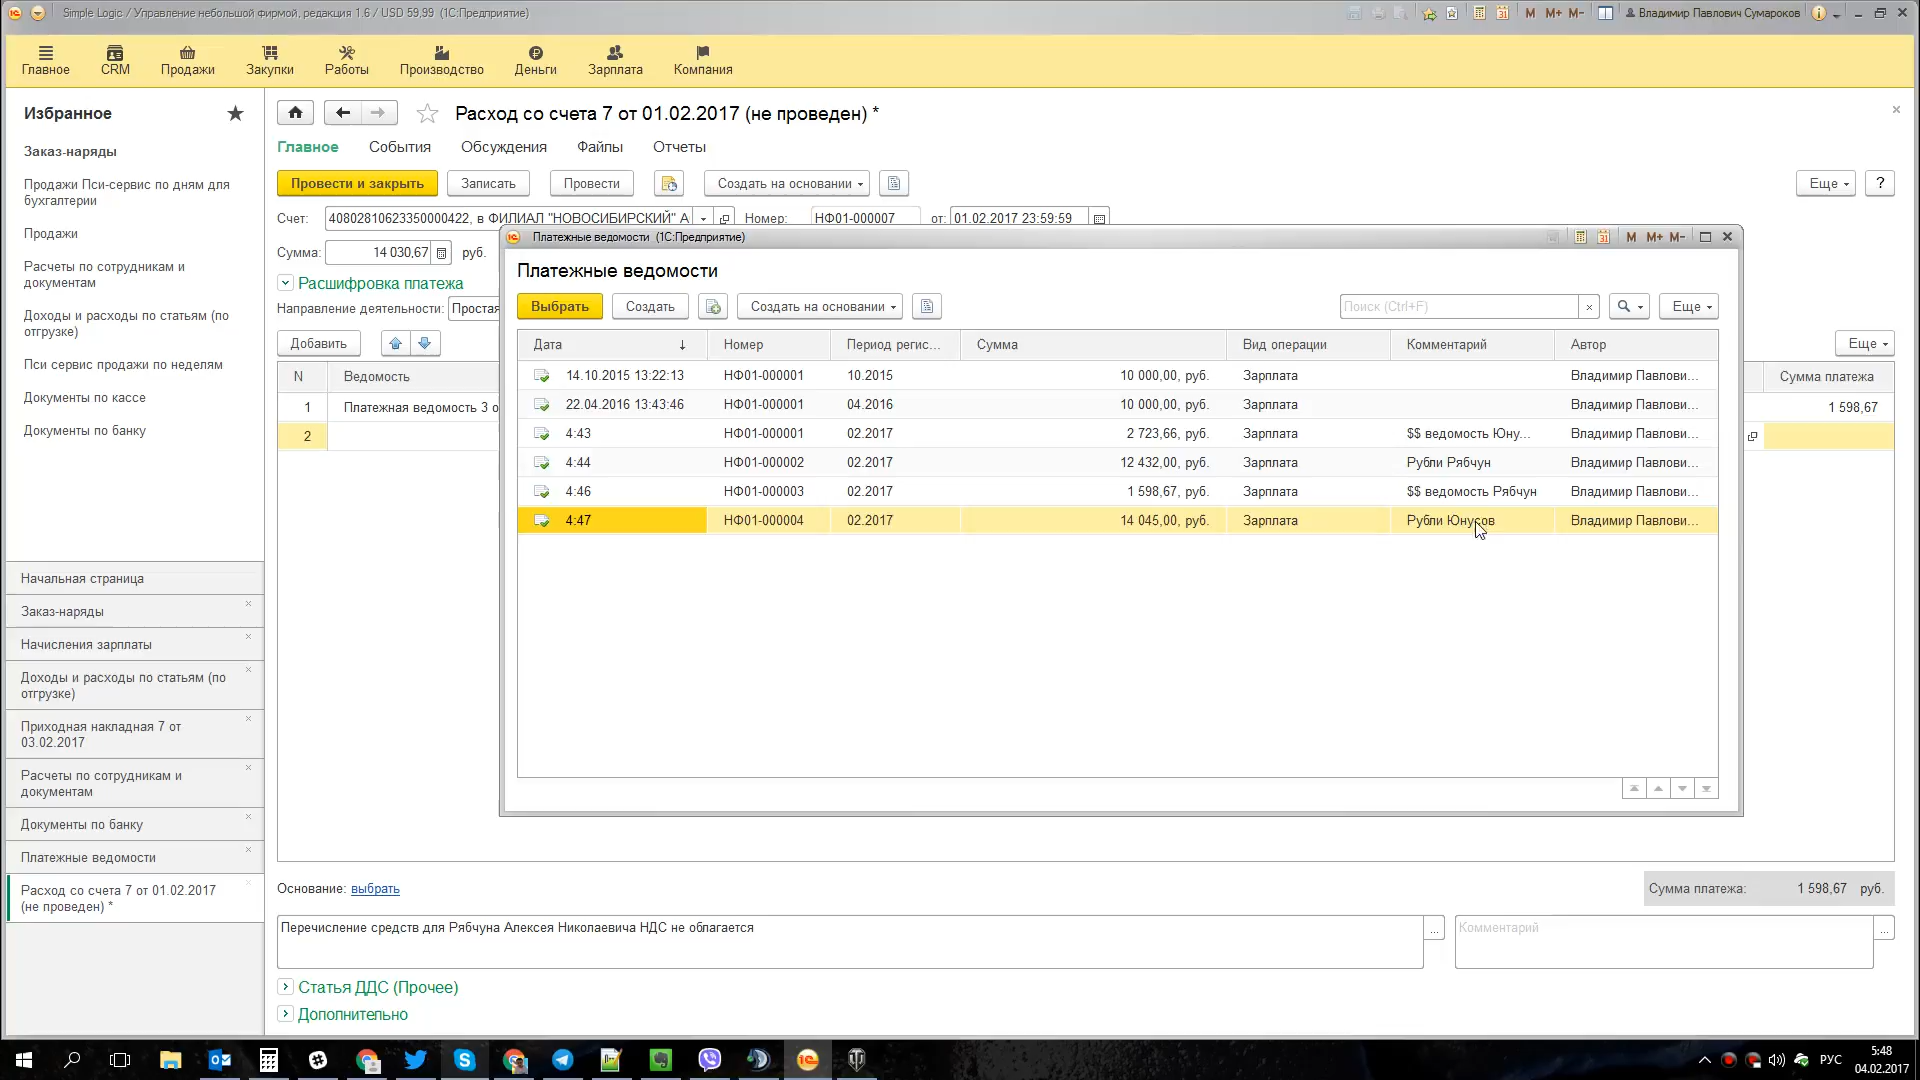 Simple Logic / Управление небольшой фирмой, редакция 1.6 / USD 59,99 (1С:Предприятие)
31 M M+ M- Владимир Павлович Сумароков
Главное CRM Продажи Закупки Работы Производство Деньги Зарплата Компания
Избранное
Заказ-наряды
Продажи Пси-сервис по дням для
бухгалтерии
Продажи
Расчеты по сотрудникам и
документам
Доходы и расходы по статьям (по
отгрузке)
Пси сервис продажи по неделям
Документы по кассе
Документы по банку
Начальная страница
Заказ-наряды
Начисления зарплаты
Доходы и расходы по статьям (по
отгрузке)
Приходная накладная 7 от
03.02.2017
Расчеты по сотрудникам и
документам
Документы по банку
Платежные ведомости
Расход со счета 7 от 01.02.2017
(не проведен) *
Расход со счета 7 от 01.02.2017 (не проведен) *
Главное События Обсуждения Файлы Отчеты
Провести и закрыть Записать Провести Создать на основании Еще ?
Счет: 40802810623350000422, в ФИЛИАЛ "НОВОСИБИРСКИЙ" А Номер: НФ01-000007 от: 01.02.2017 23:59:59
Сумма: 14 030,67 руб.
Расшифровка платежа
Направление деятельности: Простая
Добавить Еще
N Ведомость Сумма платежа
1 Платежная ведомость 3 о 1 598,67
2
Платежные ведомости (1С:Предприятие) 31 M M+ M-
Платежные ведомости
Выбрать Создать Создать на основании Поиск (Ctrl+F) × Еще
Дата ↓ Номер Период регис... Сумма Вид операции Комментарий Автор
14.10.2015 13:22:13 НФ01-000001 10.2015 10 000,00, руб. Зарплата Владимир Павлови...
22.04.2016 13:43:46 НФ01-000001 04.2016 10 000,00, руб. Зарплата Владимир Павлови...
4:43 НФ01-000001 02.2017 2 723,66, руб. Зарплата $$ ведомость Юну... Владимир Павлови...
4:44 НФ01-000002 02.2017 12 432,00, руб. Зарплата Рубли Рябчун Владимир Павлови...
4:46 НФ01-000003 02.2017 1 598,67, руб. Зарплата $$ ведомость Рябчун Владимир Павлови...
4:47 НФ01-000004 02.2017 14 045,00, руб. Зарплата Рубли Юнусов Владимир Павлови...
Основание: выбрать
Сумма платежа: 1 598,67 руб.
Перечисление средств для Рябчуна Алексея Николаевича НДС не облагается ...
Комментарий ...
Статья ДДС (Прочее)
Дополнительно
РУС
5:48
04.02.2017